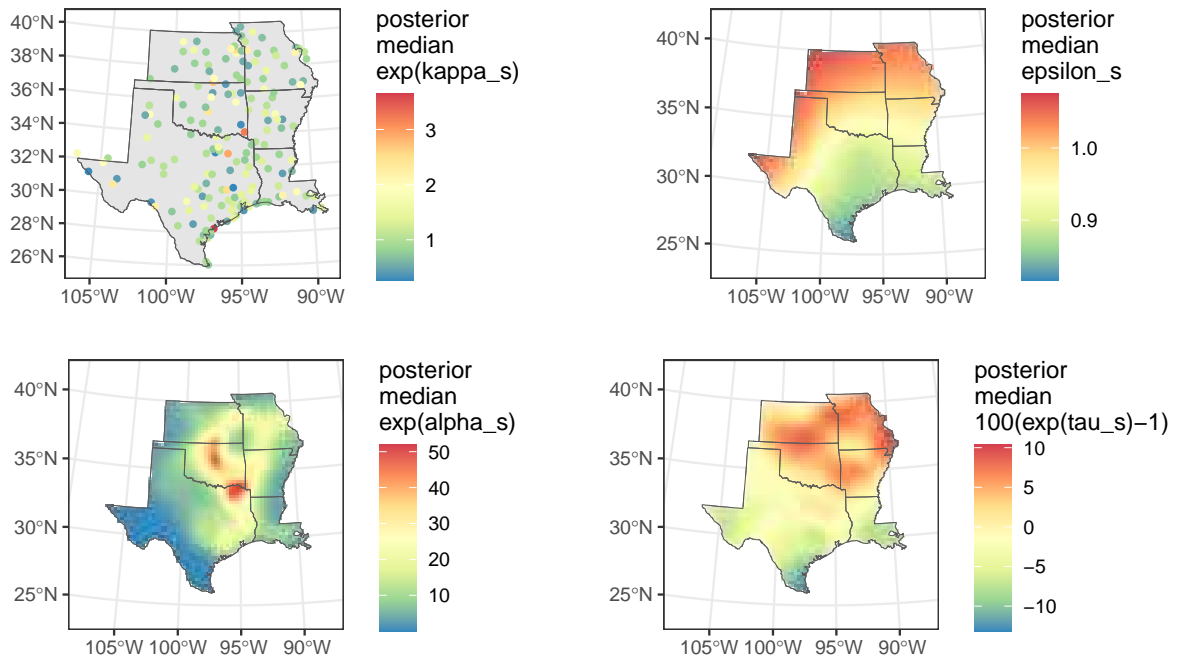 posterior
median
exp(kappa_s)
40°N
38°N
36°N
34°N
32°N
30°N
28°N
26°N
3
2
1
105°W 100°W 95°W 90°W
posterior
median
epsilon_s
40°N
35°N
30°N
25°N
1.0
0.9
105°W 100°W 95°W 90°W
posterior
median
exp(alpha_s)
40°N
35°N
30°N
25°N
50
40
30
20
10
105°W 100°W 95°W 90°W
posterior
median
100(exp(tau_s)−1)
40°N
35°N
30°N
25°N
10
5
0
−5
−10
105°W 100°W 95°W 90°W